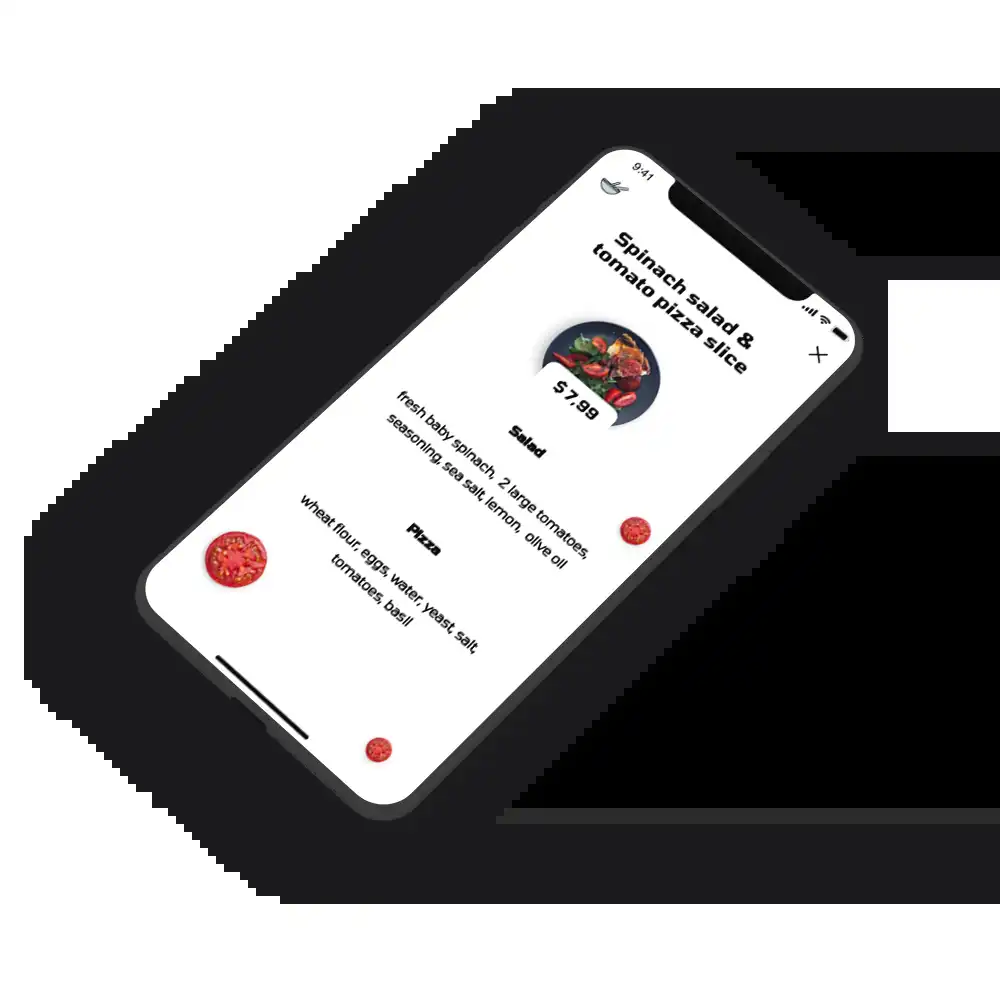 9:41
Spinach salad &
tomato pizza slice
$7,99
Salad
fresh baby spinach, 2 large tomatoes,
seasoning, sea salt, lemon, olive oil
Pizza
wheat flour, eggs, water, yeast, salt,
tomatoes, basil